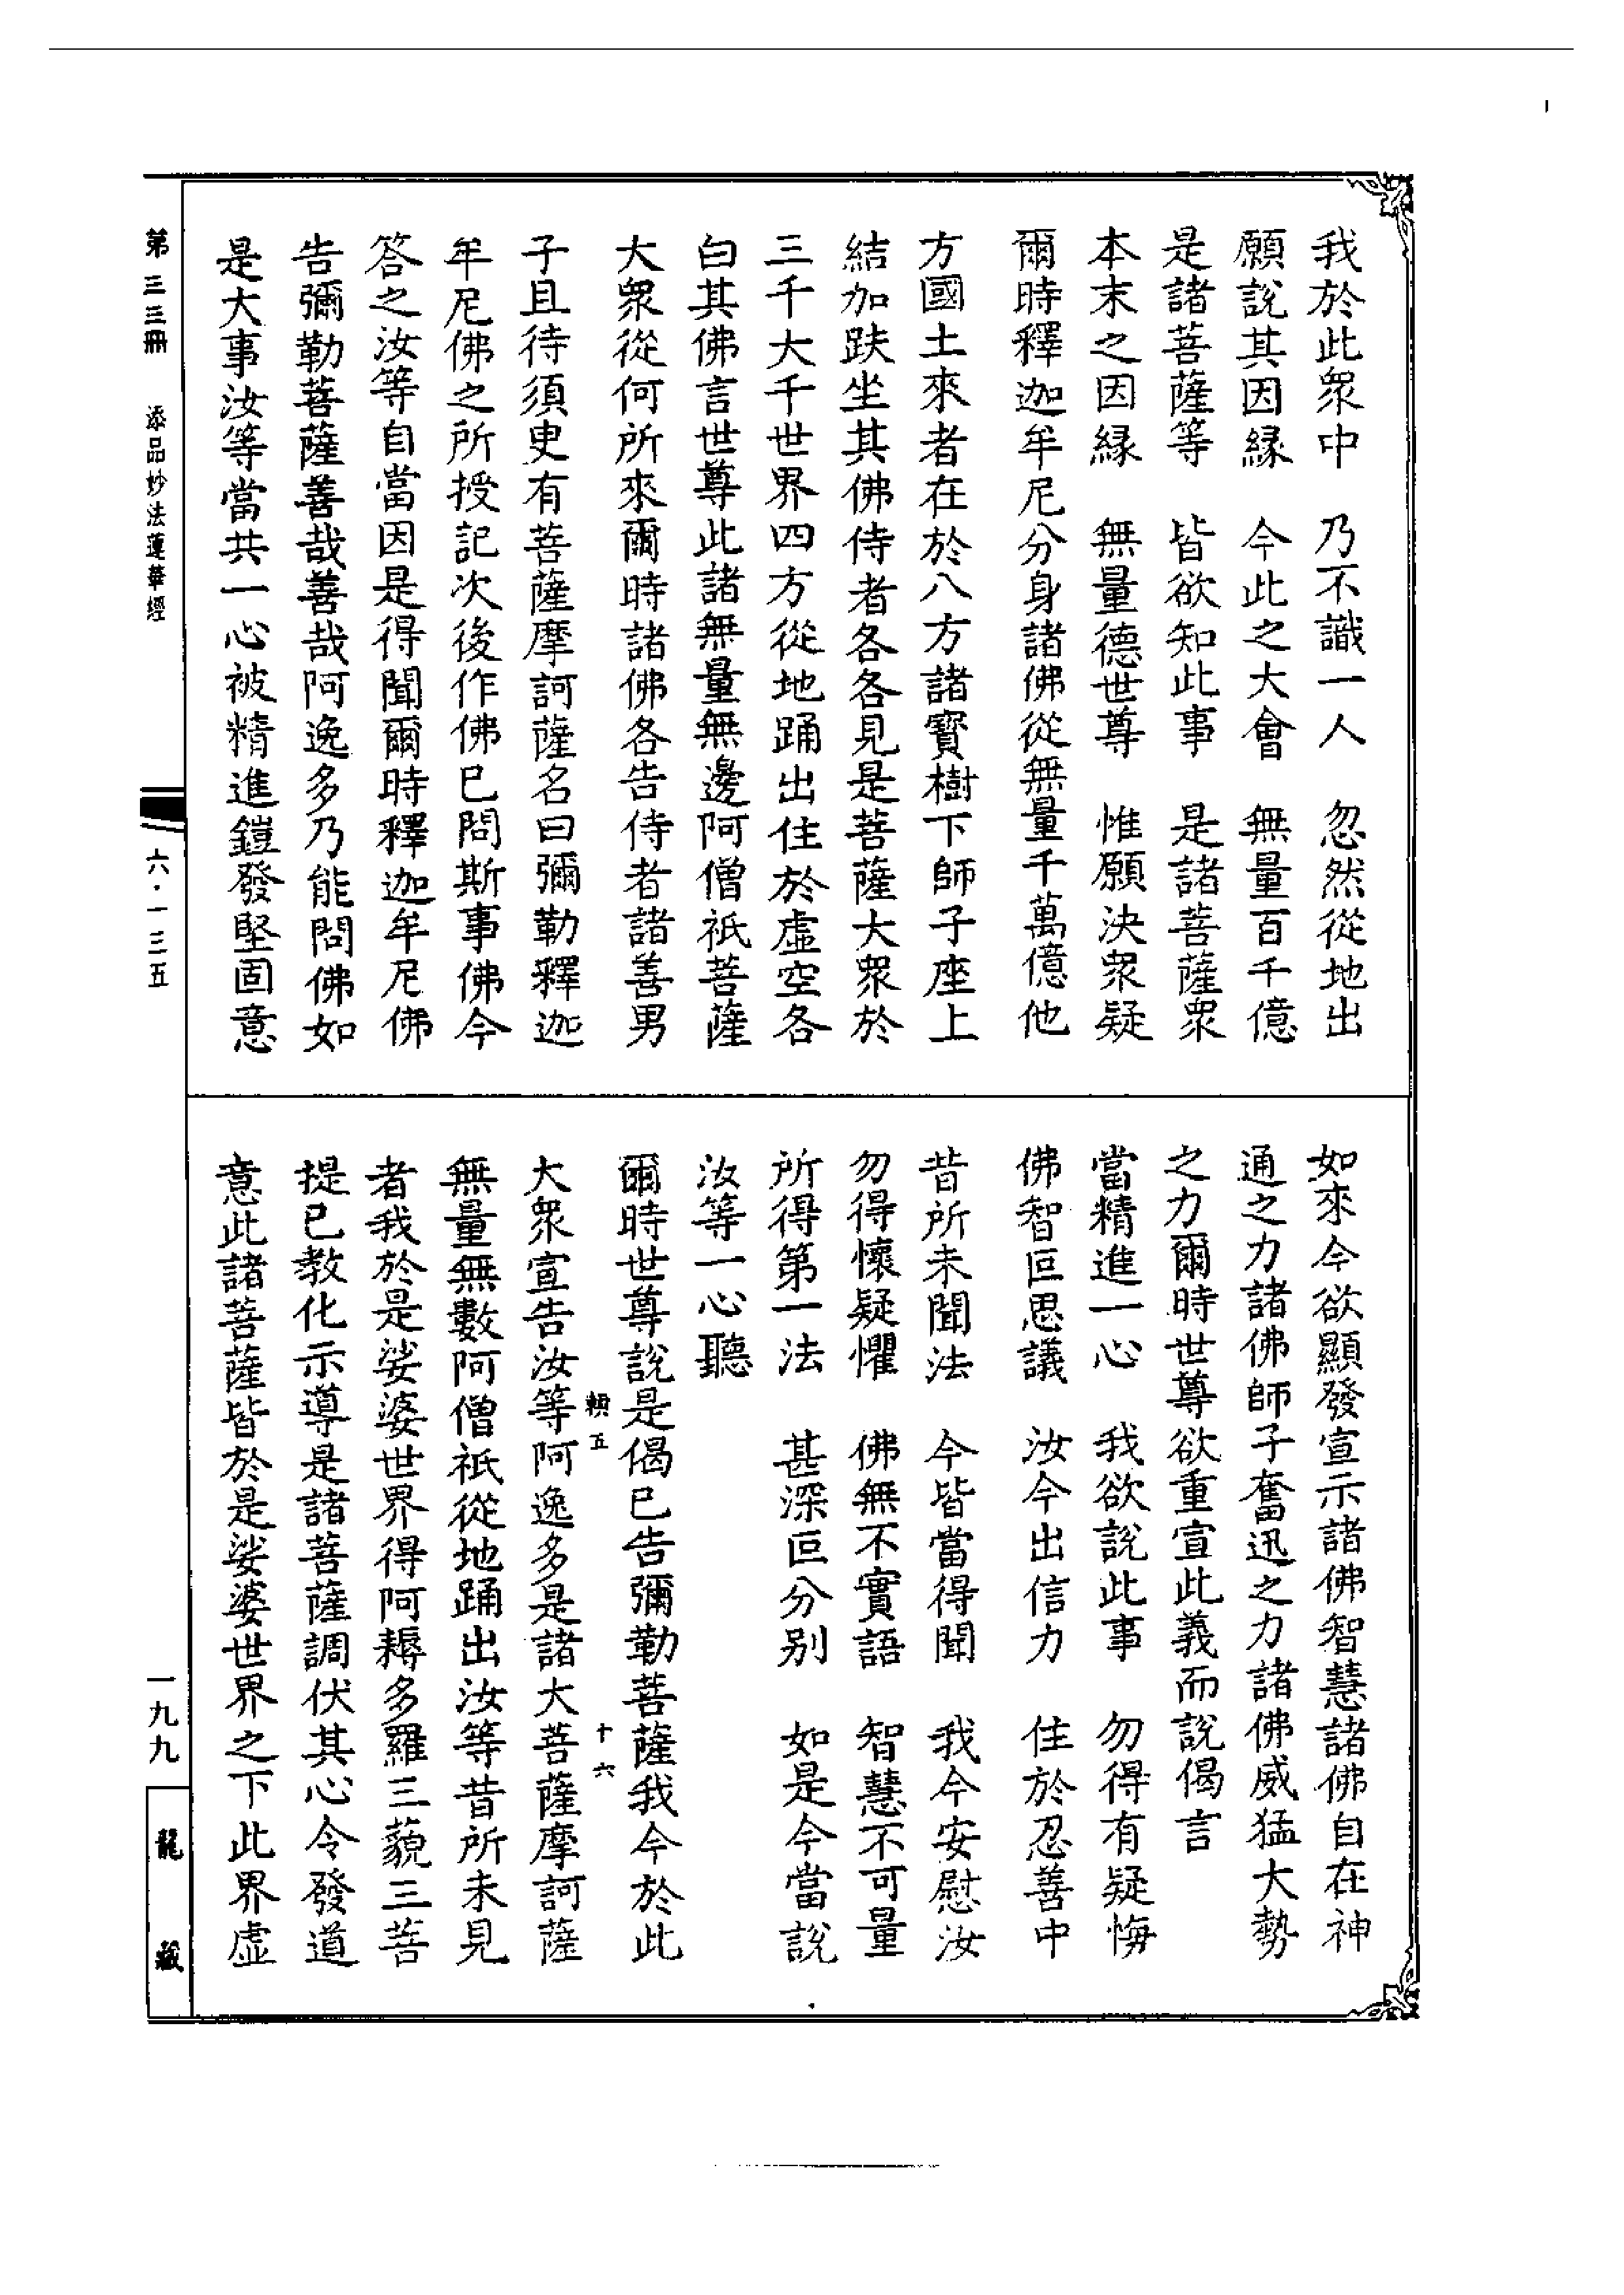 我於此衆中　乃不識一人　忽然從地出
願說其因縁　今此之大會　無量百千億
是諸菩薩等　皆欲知此事　是諸菩薩衆
本末之因縁　無量德世尊　惟願決衆疑
爾時釋迦牟尼分身諸佛從無量千萬億他
方國土來者在於八方諸寳樹下師子座上
結加趺坐其佛侍者各各見是菩薩大衆於
三千大千世界四方從地踊出住於虛空各
白其佛言世尊此諸無量無邊阿僧祇菩薩
大衆從何所來爾時諸佛各告侍者諸善男
子且待須臾有菩薩摩訶薩名曰彌勒釋迦
牟尼佛之所授記次後作佛已問斯事佛今
答之汝等自當因是得聞爾時釋迦牟尼佛
告彌勒菩薩善哉善哉阿逸多乃能問佛如
是大事汝等當共一心被精進鎧發堅固意
如來今欲顯發宣示諸佛智慧諸佛自在神
通之力諸佛師子奮迅之力諸佛威猛大勢
之力爾時世尊欲重宣此義而說偈言
當精進一心　我欲說此事　勿得有疑悔
佛智叵思議　汝今出信力　住於忍善中
昔所未聞法　今皆當得聞　我今安慰汝
勿得懷疑懼　佛無不實語　智慧不可量
所得第一法　甚深叵分別　如是今當說
汝等一心聽
爾時世尊說是偈已告彌勒菩薩我今於此
頼五　十六
大衆宣告汝等阿逸多是諸大菩薩摩訶薩
無量無數阿僧祇從地踊出汝等昔所未見
者我於是娑婆世界得阿耨多羅三藐三菩
提已教化示導是諸菩薩調伏其心令發道
意此諸菩薩皆於是娑婆世界之下此界虛
第三三冊　添品妙法蓮華經
六·一三五
一九九
龍藏